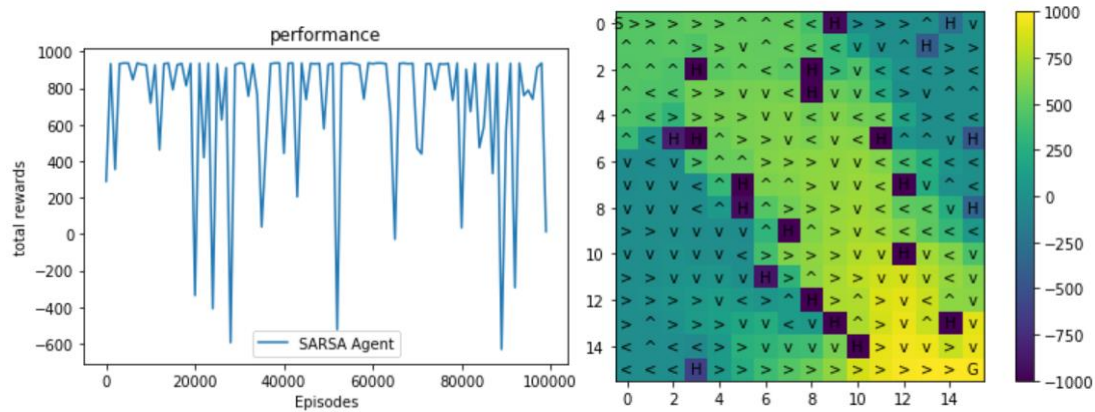 performance
1000
800
600
400
200
0
−200
−400
−600
total rewards
SARSA Agent
0 20000 40000 60000 80000 100000
Episodes
0 S > > > > > ^ ^ < < H > > > ^ H v
^ ^ ^ > > v ^ < < < v v ^ H > >
2 ^ ^ ^ H ^ ^ < ^ H > v < < < > <
^ < < > > v v < H v v < > v < <
4 ^ < > > > > v v < v < < < < < <
^ < H H > > > v < v < H ^ ^ v H
6 v < v < ^ ^ > > > v v < < < < <
v v v < ^ H ^ ^ > v v < H v ^ <
8 v v v < ^ H ^ > > > v < < < v H
> > v v v v ^ H ^ > v < < < < v
10 > > v v v < > > > > v v H v < v
> > v v v < H > ^ > > v v v < v
12 > > > v < > > ^ H > ^ > v < ^ v
> ^ > > > v v < v H ^ > v > H v
14 < ^ < < > > v v v v H > v v > v
> > > H > > > > > > > > > > > G
0 2 4 6 8 10 12 14
1000
750
500
250
0
−250
−500
−750
−1000